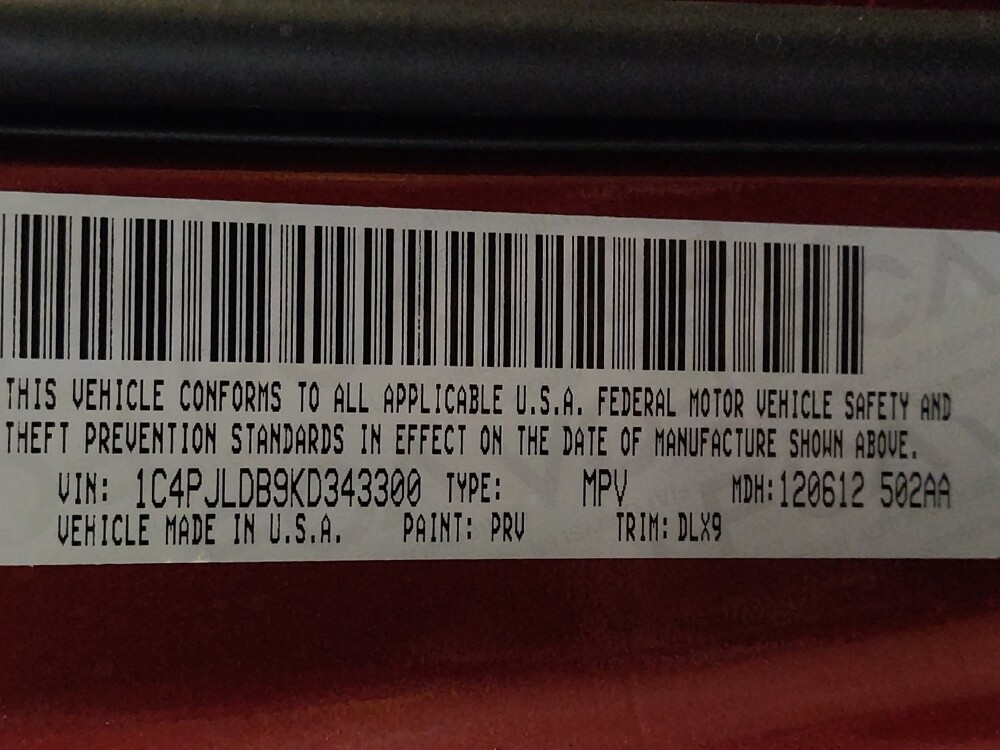 THIS VEHICLE CONFORMS TO ALL APPLICABLE U.S.A. FEDERAL MOTOR VEHICLE SAFETY AND
THEFT PREVENTION STANDARDS IN EFFECT ON THE DATE OF MANUFACTURE SHOWN ABOVE.
VIN: 1C4PJLDB9KD343300 TYPE: MPV MDH: 120612 502AA
VEHICLE MADE IN U.S.A. PAINT: PRV TRIM: DLX9